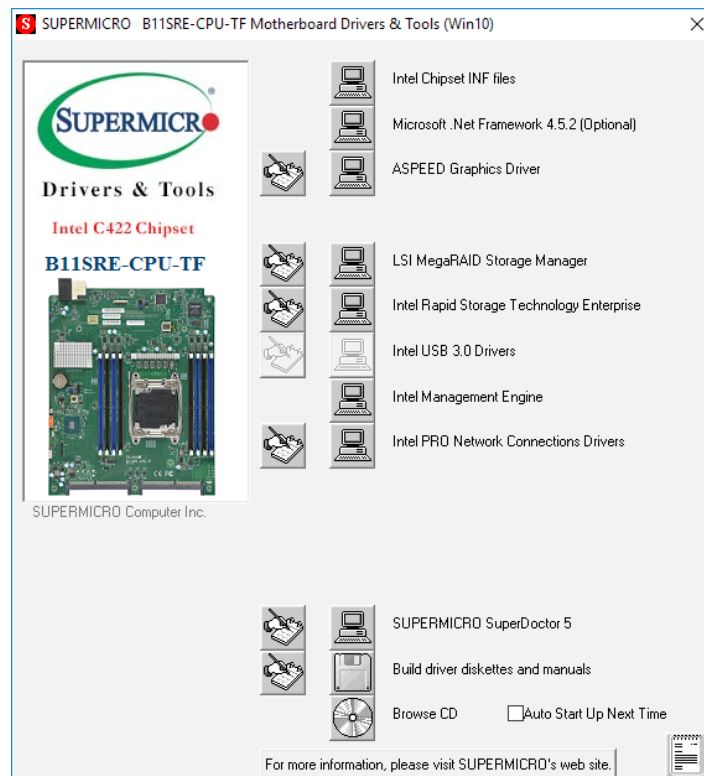 S SUPERMICRO B11SRE-CPU-TF Motherboard Drivers & Tools (Win10)
SUPERMICR
®
Drivers & Tools
Intel C422 Chipset
B11SRE-CPU-TF
SUPERMICRO Computer Inc.
Intel Chipset INF files
Microsoft .Net Framework 4.5.2 (Optional)
ASPEED Graphics Driver
LSI MegaRAID Storage Manager
Intel Rapid Storage Technology Enterprise
Intel USB 3.0 Drivers
Intel Management Engine
Intel PRO Network Connections Drivers
SUPERMICRO SuperDoctor 5
Build driver diskettes and manuals
Browse CD
Auto Start Up Next Time
For more information, please visit SUPERMICRO's web site.